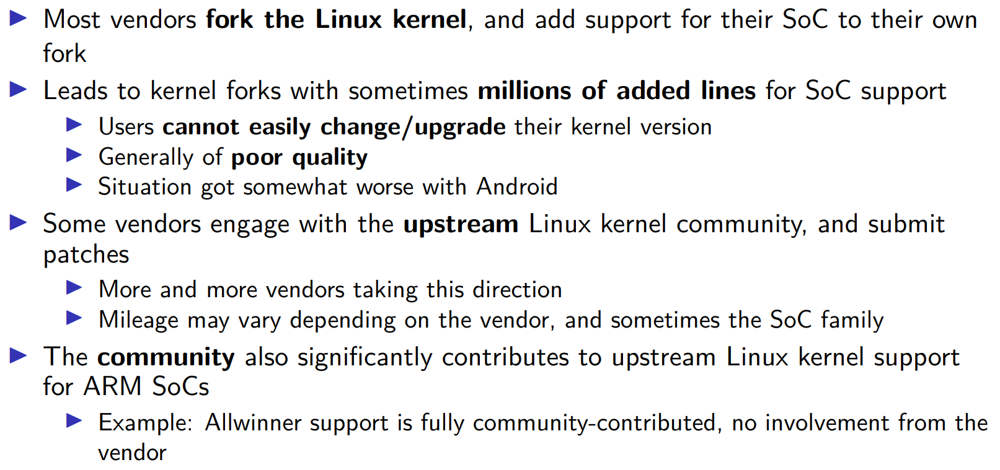 Most vendors fork the Linux kernel, and add support for their SoC to their own
fork
Leads to kernel forks with sometimes millions of added lines for SoC support
Users cannot easily change/upgrade their kernel version
Generally of poor quality
Situation got somewhat worse with Android
Some vendors engage with the upstream Linux kernel community, and submit
patches
More and more vendors taking this direction
Mileage may vary depending on the vendor, and sometimes the SoC family
The community also significantly contributes to upstream Linux kernel support
for ARM SoCs
Example: Allwinner support is fully community-contributed, no involvement from the
vendor